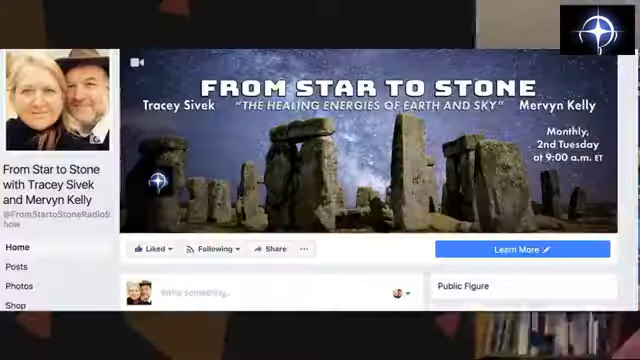 FROM STAR TO STONE
Tracey Sivek "THE HEALING ENERGIES OF EARTH AND SKY" Mervyn Kelly
Monthly,
2nd Tuesday
at 9:00 a.m. ET
From Star to Stone
with Tracey Sivek
and Mervyn Kelly
@FromStartoStoneRadioS
how
Home
Posts
Photos
Shop
Liked
Following
Share
...
Learn More
Write something...
Public Figure